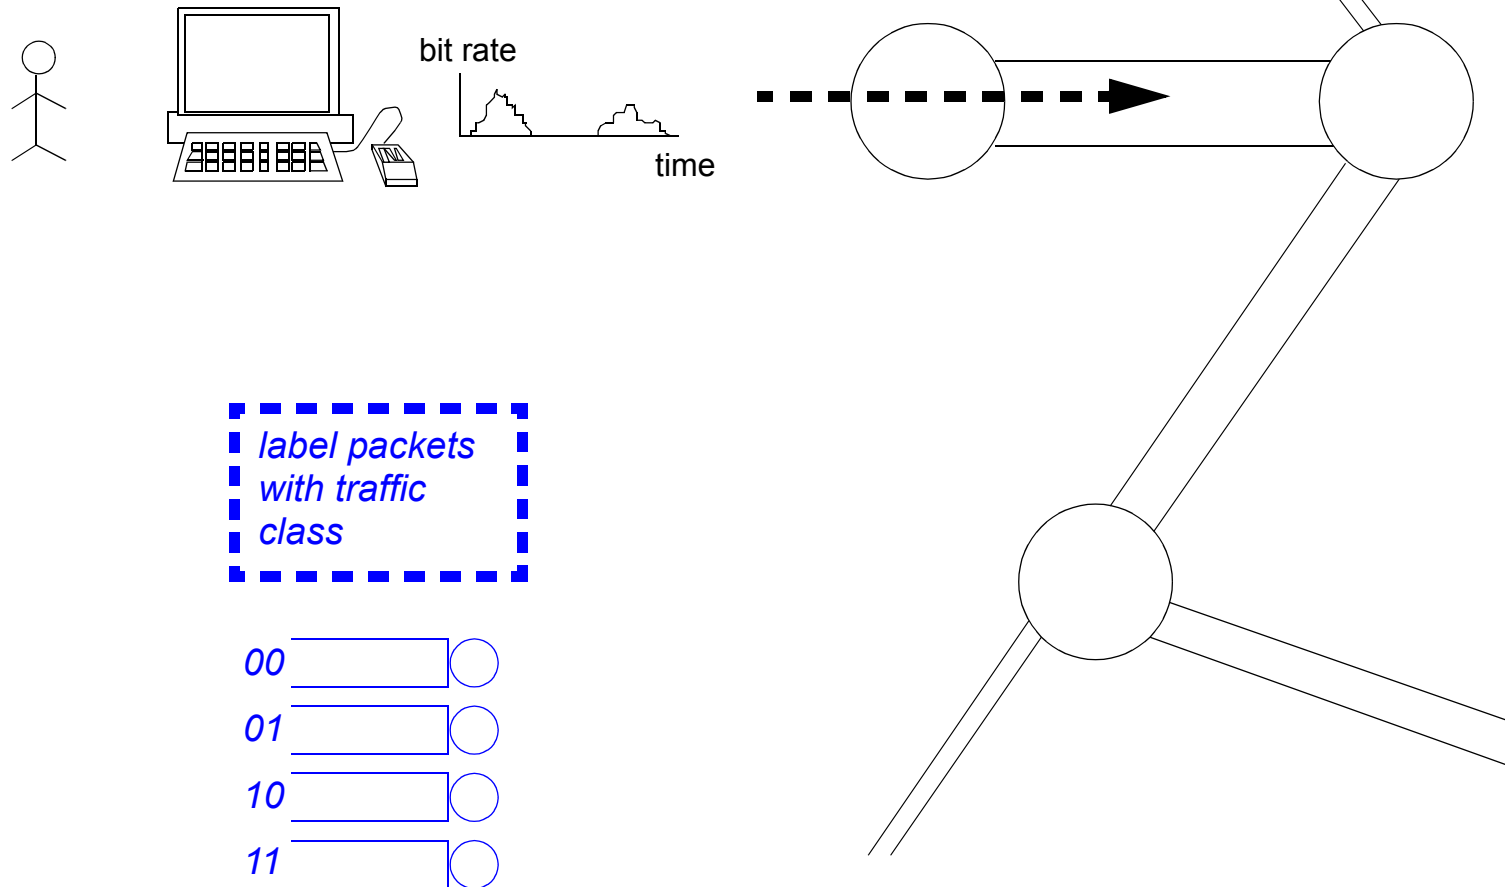 bit rate
time
label packets
with traffic
class
00
01
10
11